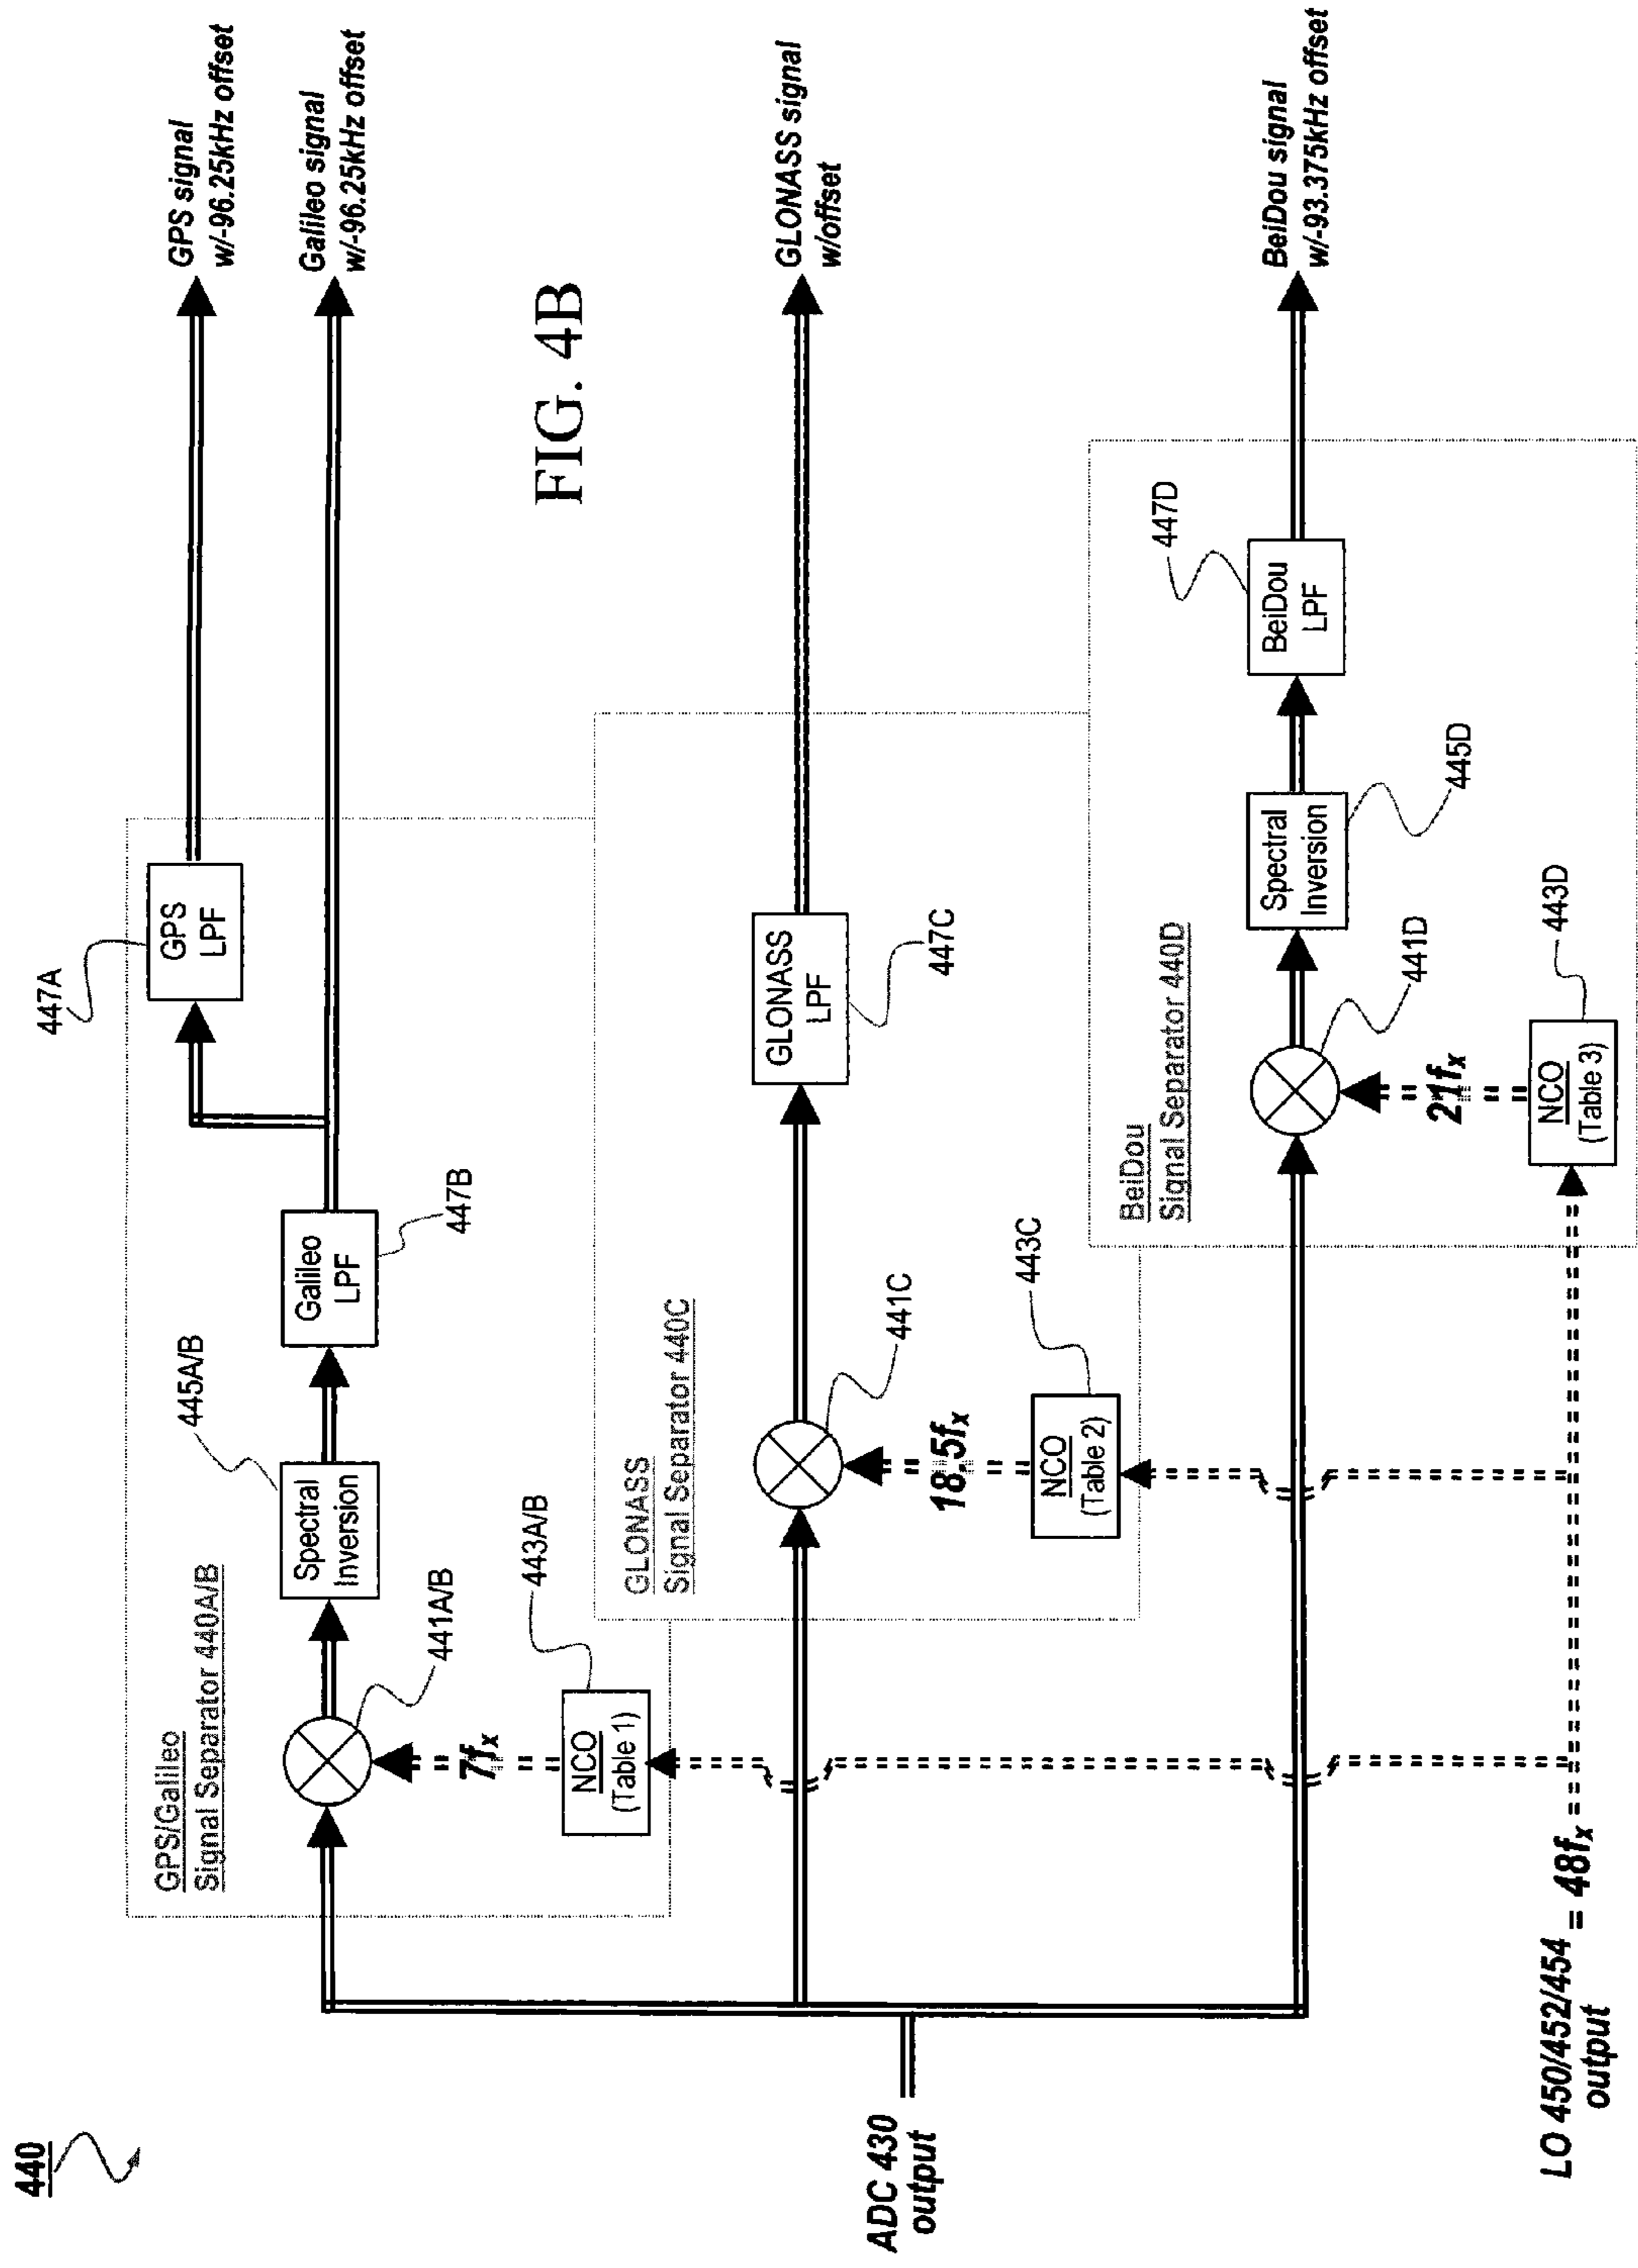 440
GPS/Galileo
Signal Separator 440A/B
441A/B
7fx
NCO
(Table 1)
443A/B
Spectral
Inversion
445A/B
Galileo
LPF
447B
GPS
LPF
447A
GPS signal
w/-96.25kHz offset
Galileo signal
w/-96.25kHz offset
FIG. 4B
GLONASS
Signal Separator 440C
441C
18.5fx
NCO
(Table 2)
443C
GLONASS
LPF
447C
GLONASS signal
w/offset
BeiDou
Signal Separator 440D
441D
21fx
NCO
(Table 3)
443D
Spectral
Inversion
445D
BeiDou
LPF
447D
BeiDou signal
w/-93.375kHz offset
ADC 430
output
LO 450/452/454 = 48fx
output